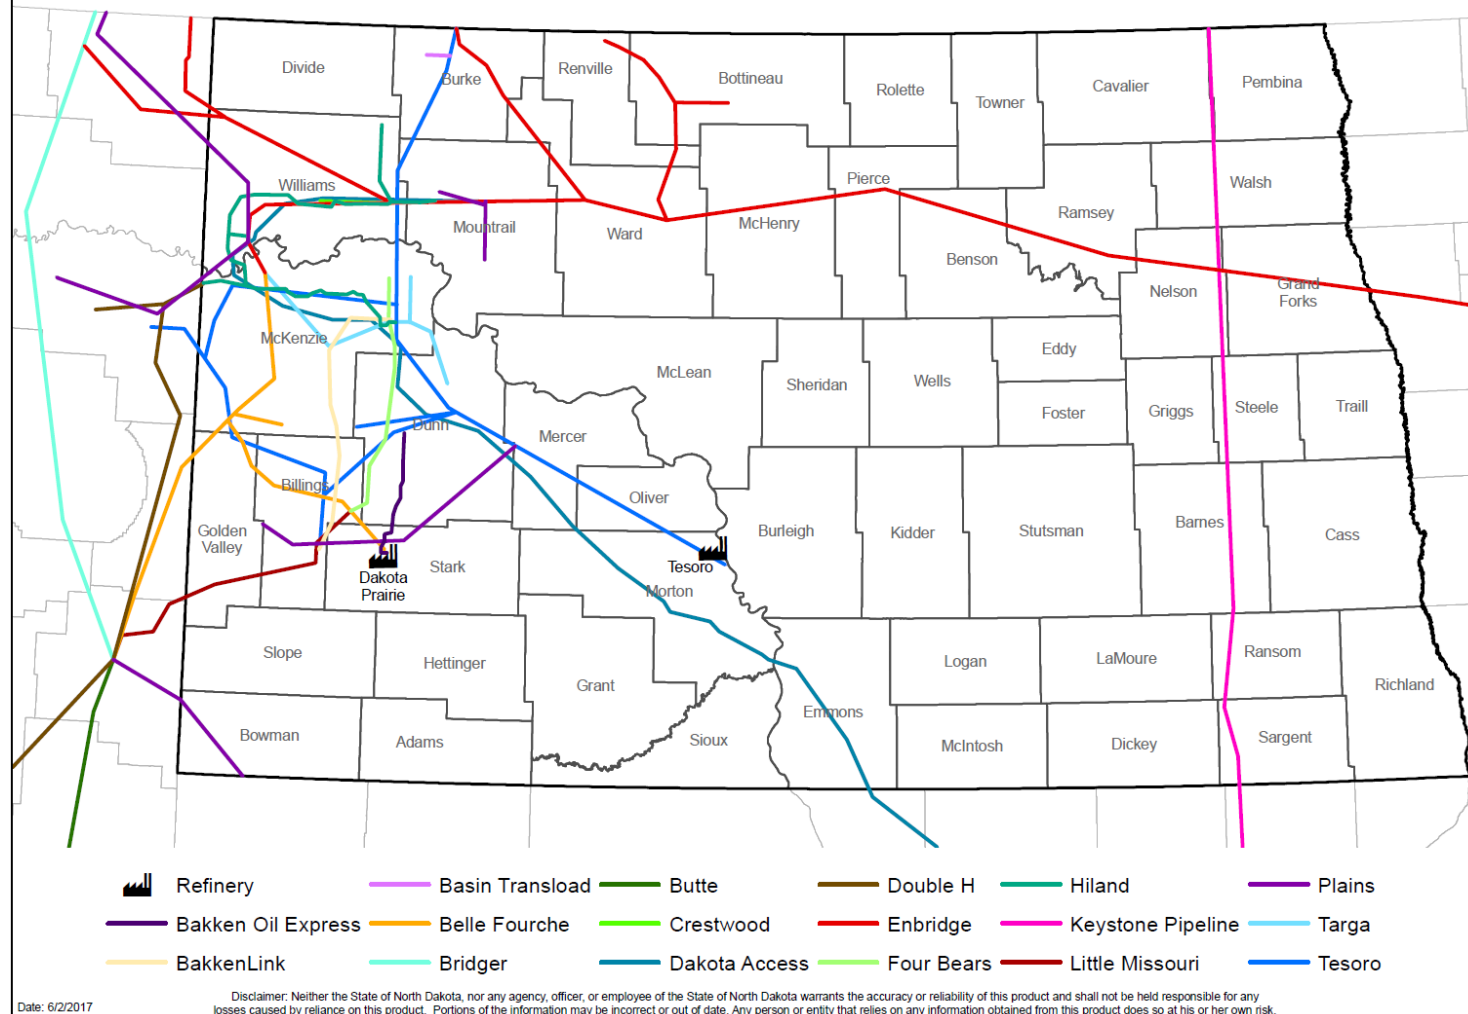 Divide
Burke
Renville
Bottineau
Rolette
Towner
Cavalier
Pembina
Williams
Mountrail
Ward
McHenry
Pierce
Benson
Ramsey
Walsh
Nelson
Grand
Forks
McKenzie
McLean
Sheridan
Wells
Eddy
Foster
Griggs
Steele
Traill
Dunn
Mercer
Oliver
Billings
Golden
Valley
Stark
Dakota
Prairie
Tesoro
Morton
Burleigh
Kidder
Stutsman
Barnes
Cass
Slope
Hettinger
Grant
Sioux
Emmons
Logan
LaMoure
Ransom
Richland
Bowman
Adams
McIntosh
Dickey
Sargent
Refinery
Basin Transload
Butte
Double H
Hiland
Plains
Bakken Oil Express
Belle Fourche
Crestwood
Enbridge
Keystone Pipeline
Targa
BakkenLink
Bridger
Dakota Access
Four Bears
Little Missouri
Tesoro
Date: 6/2/2017
Disclaimer: Neither the State of North Dakota, nor any agency, officer, or employee of the State of North Dakota warrants the accuracy or reliability of this product and shall not be held responsible for any
losses caused by reliance on this product. Portions of the information may be incorrect or out of date. Any person or entity that relies on any information obtained from this product does so at his or her own risk.